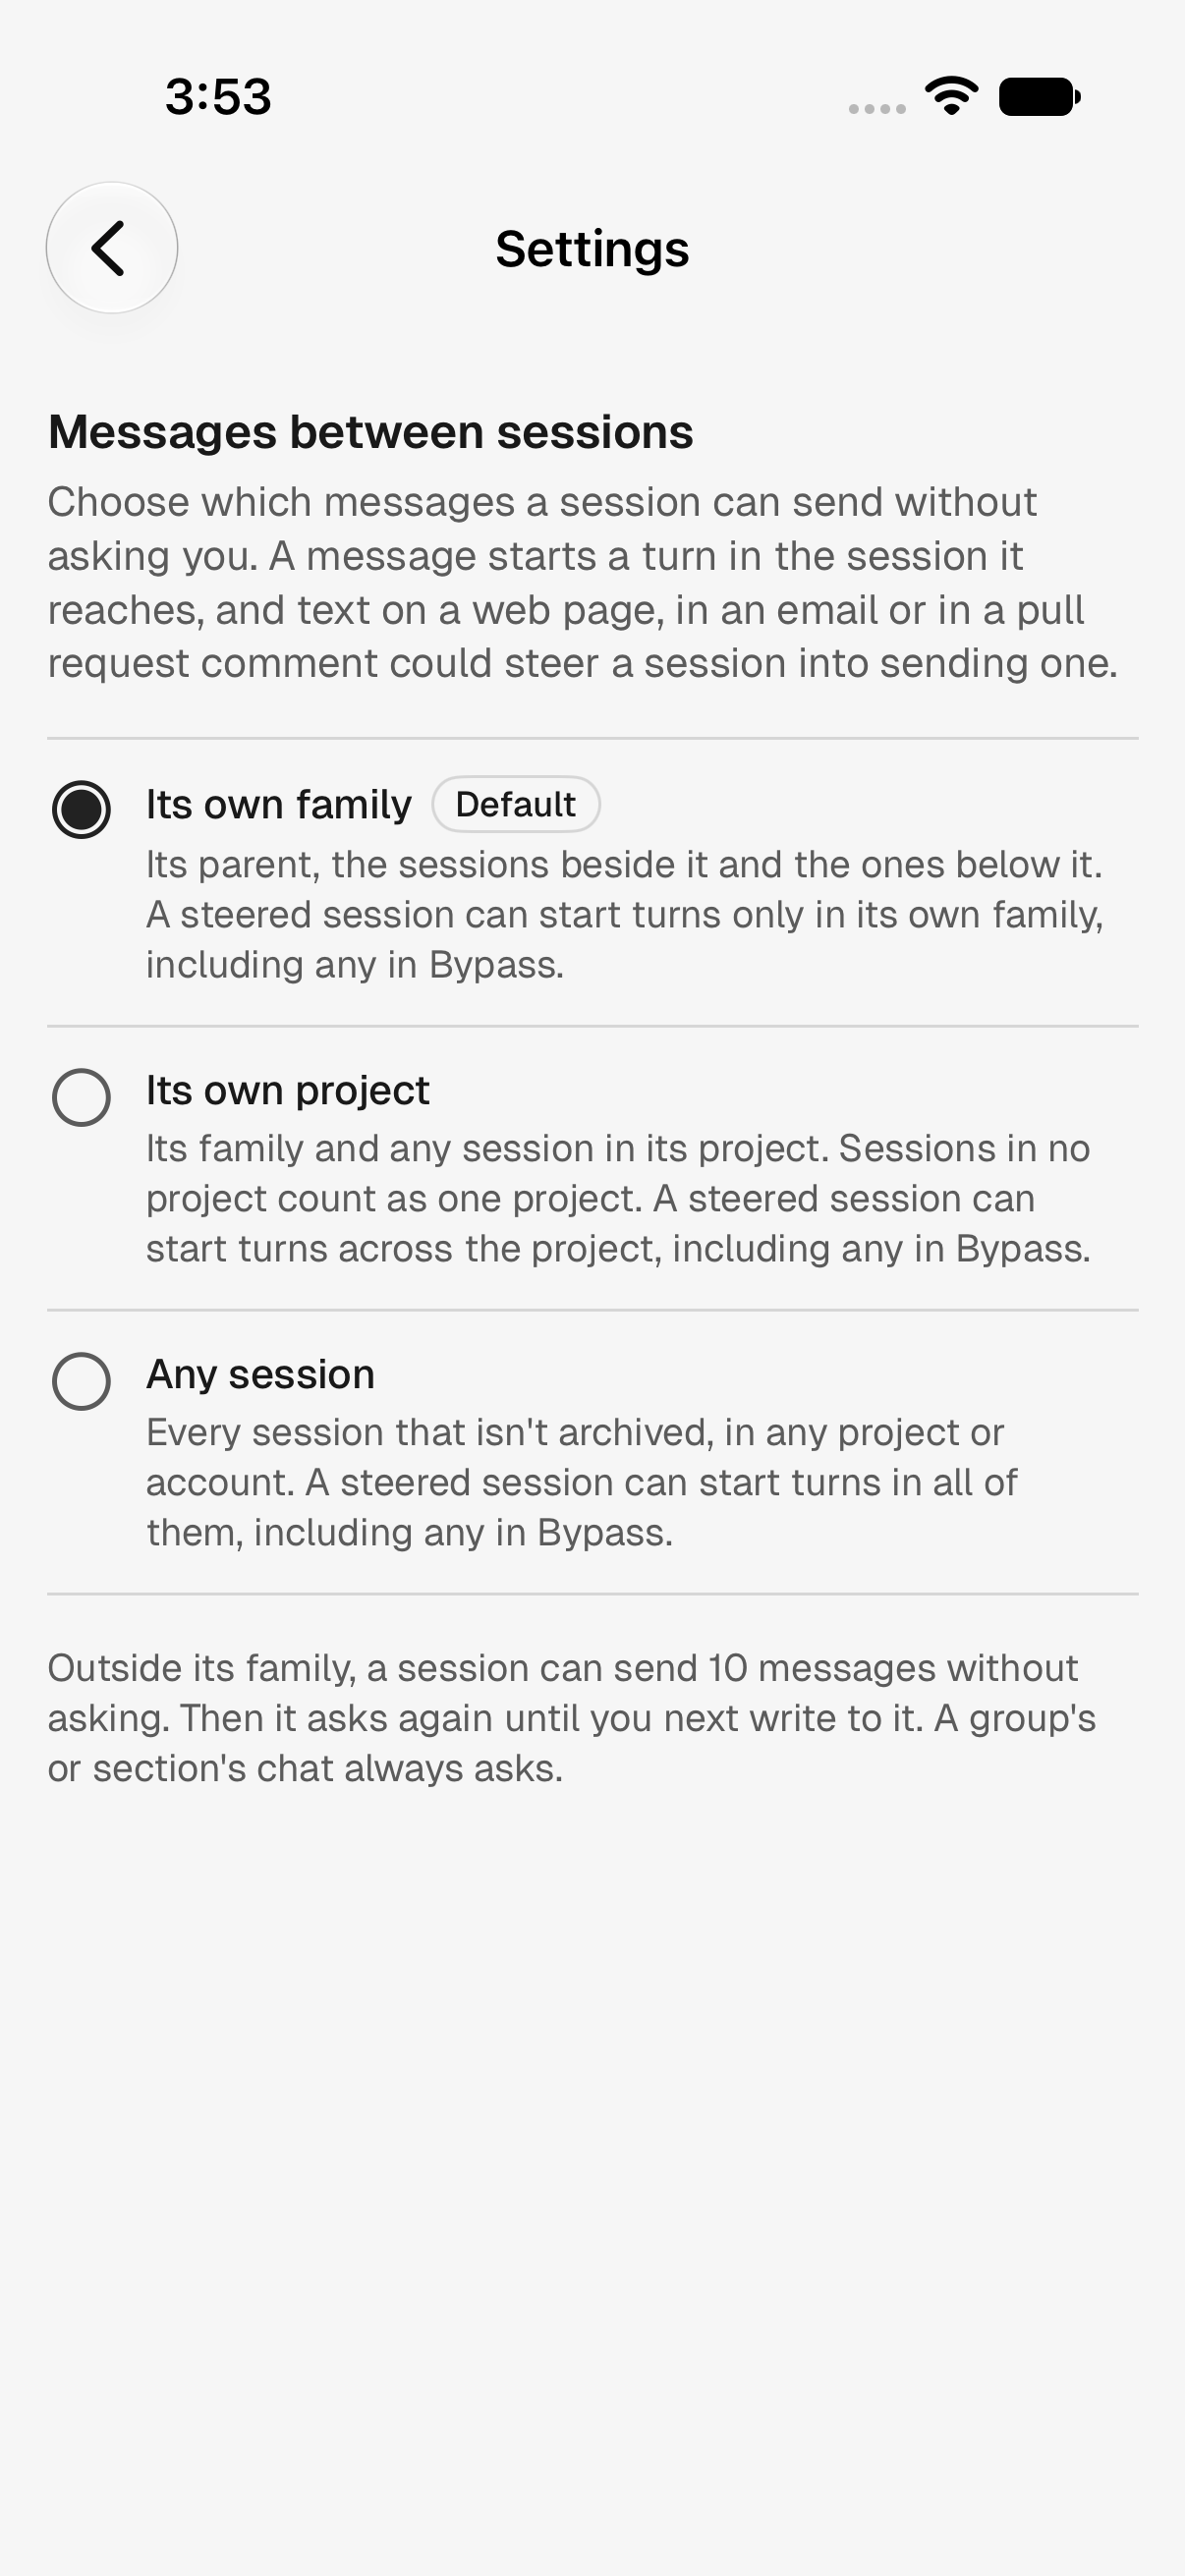 3:53
Settings
Messages between sessions
Choose which messages a session can send without
asking you. A message starts a turn in the session it
reaches, and text on a web page, in an email or in a pull
request comment could steer a session into sending one.
Its own family Default
Its parent, the sessions beside it and the ones below it.
A steered session can start turns only in its own family,
including any in Bypass.
Its own project
Its family and any session in its project. Sessions in no
project count as one project. A steered session can
start turns across the project, including any in Bypass.
Any session
Every session that isn't archived, in any project or
account. A steered session can start turns in all of
them, including any in Bypass.
Outside its family, a session can send 10 messages without
asking. Then it asks again until you next write to it. A group's
or section's chat always asks.